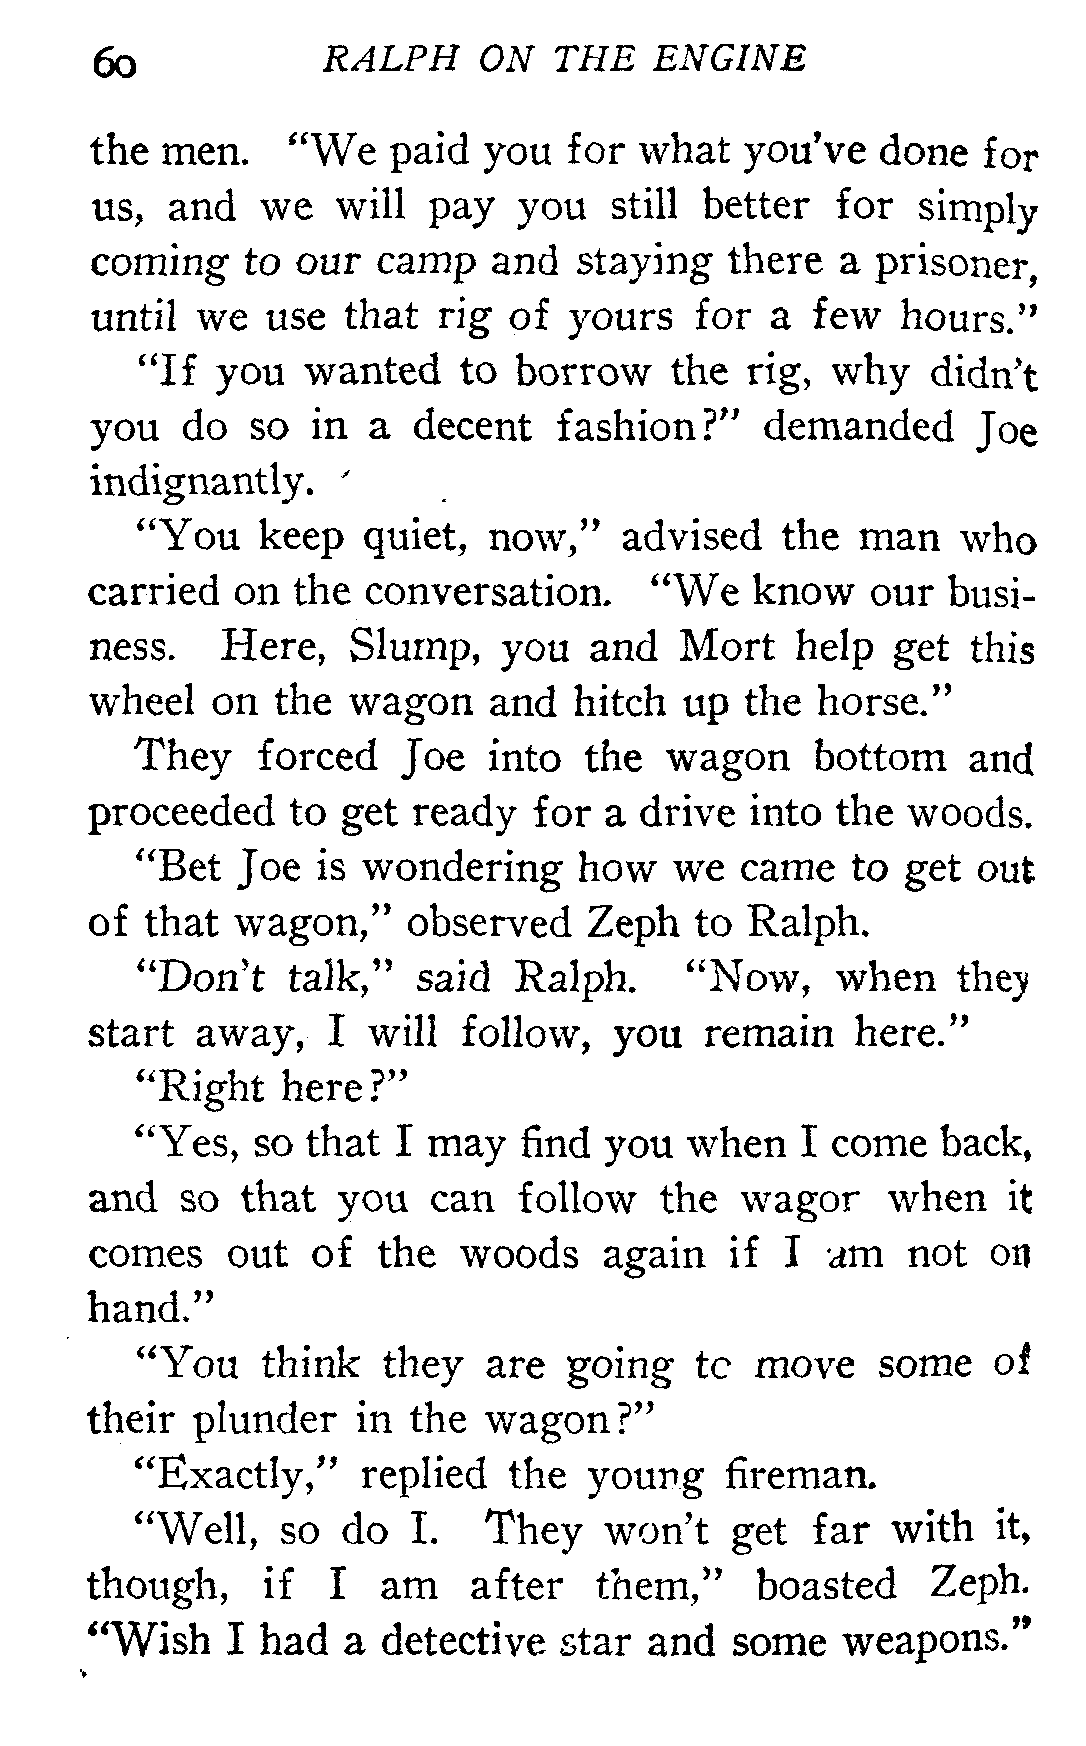 60 RALPH ON THE ENGINE
the men. "We paid you for what you've done for
us, and we will pay you still better for simply
coming to our camp and staying there a prisoner,
until we use that rig of yours for a few hours."
"If you wanted to borrow the rig, why didn't
you do so in a decent fashion?" demanded Joe
indignantly.
"You keep quiet, now," advised the man who
carried on the conversation. "We know our busi-
ness. Here, Slump, you and Mort help get this
wheel on the wagon and hitch up the horse."
They forced Joe into the wagon bottom and
proceeded to get ready for a drive into the woods.
"Bet Joe is wondering how we came to get out
of that wagon," observed Zeph to Ralph.
"Don't talk," said Ralph. "Now, when they
start away, I will follow, you remain here."
"Right here?"
"Yes, so that I may find you when I come back,
and so that you can follow the wagor when it
comes out of the woods again if I am not on
hand."
"You think they are going tc move some of
their plunder in the wagon?"
"Exactly," replied the young fireman.
"Well, so do I. They won't get far with it,
though, if I am after them," boasted Zeph.
"Wish I had a detective star and some weapons."